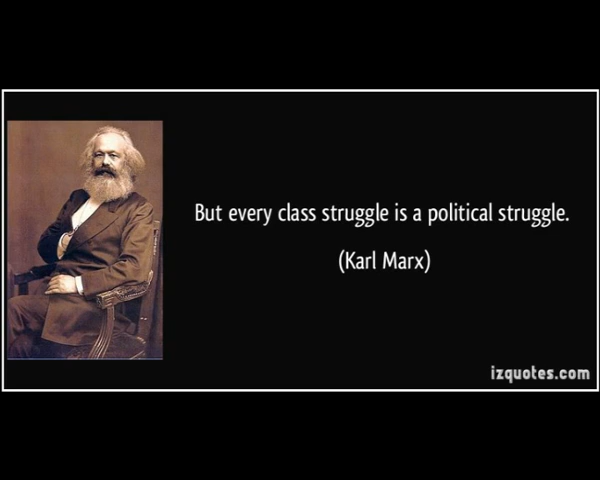 But every class struggle is a political struggle.
(Karl Marx)
izquotes.com